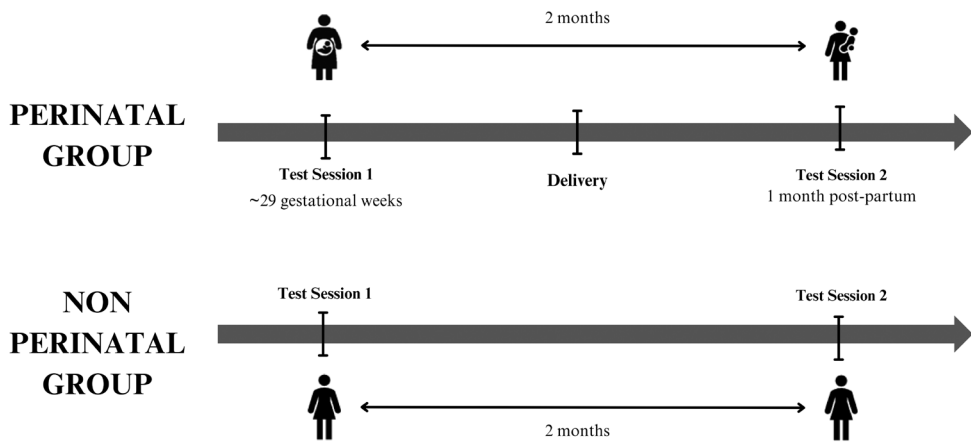 2 months
PERINATAL
GROUP
Test Session 1
~29 gestational weeks
Delivery
Test Session 2
1 month post-partum
NON
PERINATAL
GROUP
Test Session 1
Test Session 2
2 months